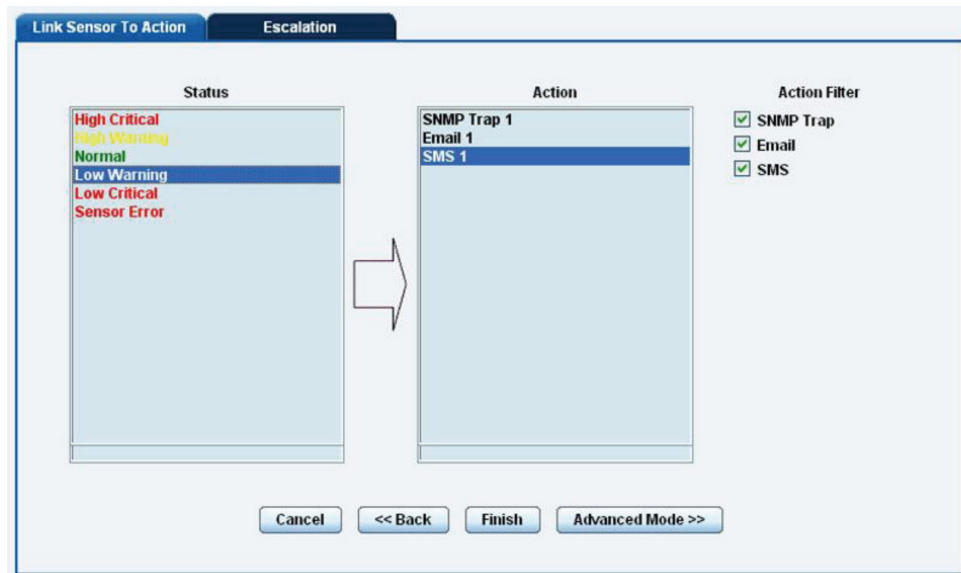 Link Sensor To Action
Escalation
Status
High Critical
High Warning
Normal
Low Warning
Low Critical
Sensor Error
Action
SNMP Trap 1
Email 1
SMS 1
Action Filter
SNMP Trap
Email
SMS
Cancel
<< Back
Finish
Advanced Mode >>